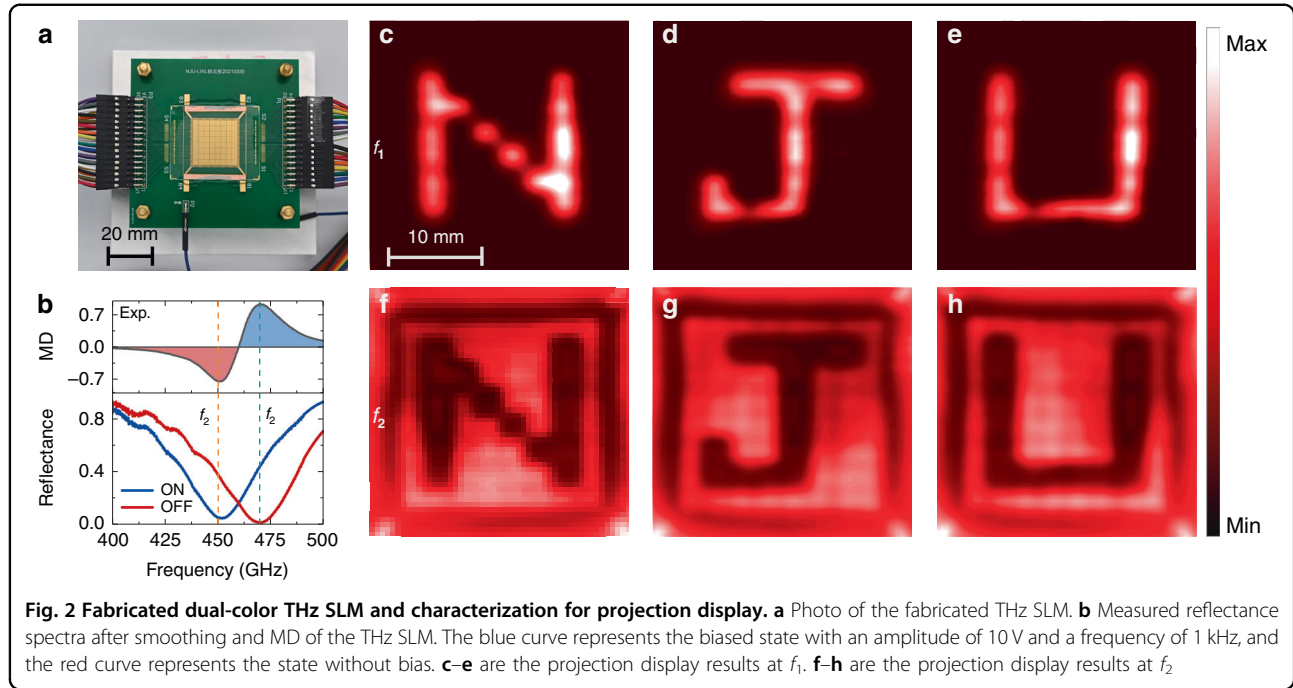 a
NJU-LWL
20 mm
b
Exp.
MD
0.7
0.0
−0.7
Reflectance
0.8
0.4
0.0
f2
f2
ON
OFF
400
425
450
475
500
Frequency (GHz)
c
f1
10 mm
d
e
f
f2
g
h
Max
Min
Fig. 2 Fabricated dual-color THz SLM and characterization for projection display. a Photo of the fabricated THz SLM. b Measured reflectance
spectra after smoothing and MD of the THz SLM. The blue curve represents the biased state with an amplitude of 10 V and a frequency of 1 kHz, and
the red curve represents the state without bias. c–e are the projection display results at f1. f–h are the projection display results at f2